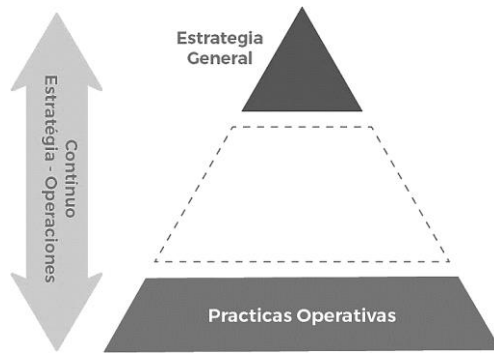 Estrategia
General
Continuo
Estratégia - Operaciones
Practicas Operativas